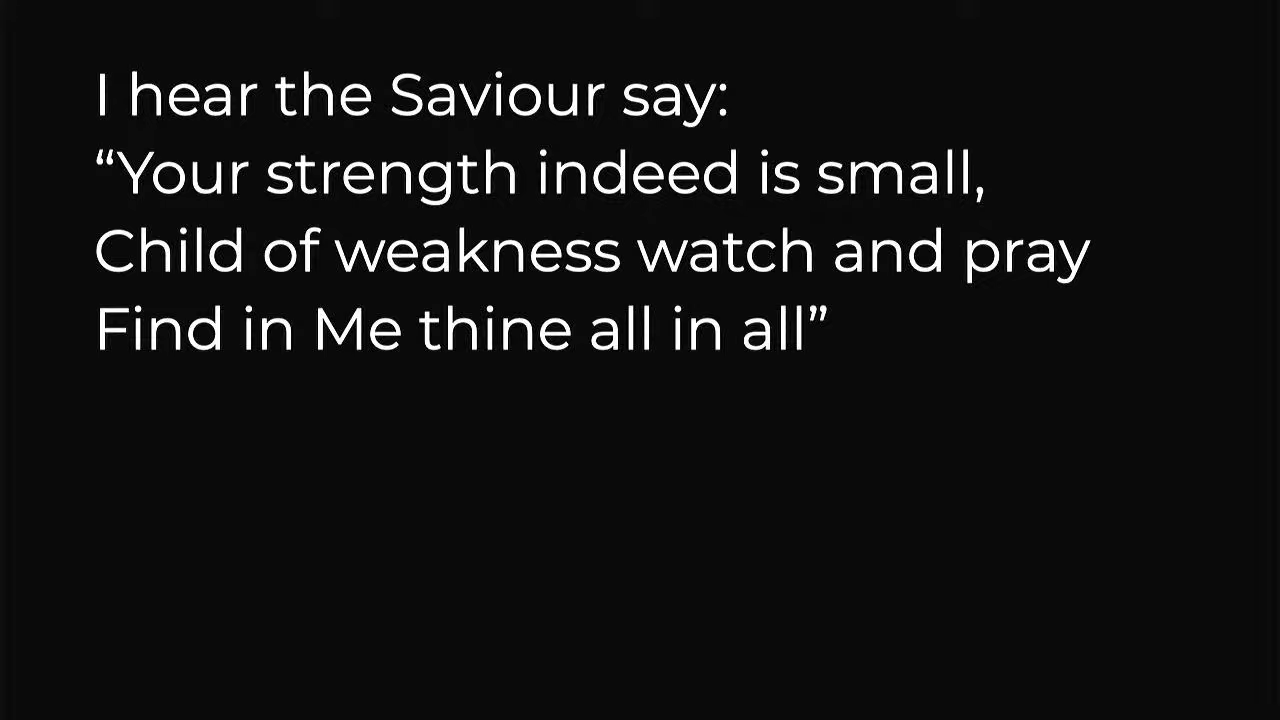 I hear the Saviour say:
“Your strength indeed is small,
Child of weakness watch and pray
Find in Me thine all in all”